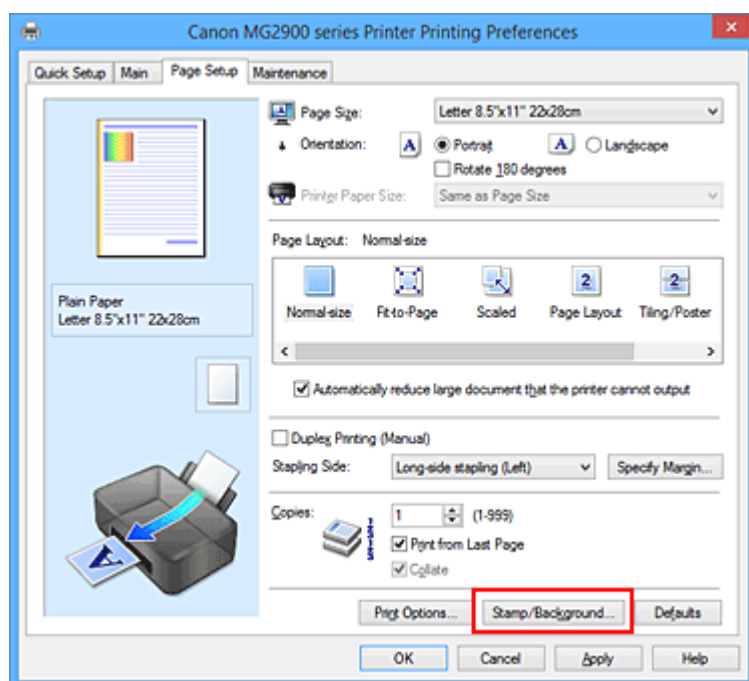 Canon MG2900 series Printer Printing Preferences
Quick Setup Main Page Setup Maintenance
Page Size: Letter 8.5"x11" 22x28cm
Orientation: A Portrait A Landscape
Rotate 180 degrees
Printer Paper Size: Same as Page Size
Page Layout: Normal-size
2 2
Normal-size Fit-to-Page Scaled Page Layout Tiling/Poster
Plain Paper
Letter 8.5"x11" 22x28cm
Automatically reduce large document that the printer cannot output
Duplex Printing (Manual)
Stapling Side: Long-side stapling (Left) Specify Margin...
Copies: 1 (1-999)
Print from Last Page
Collate
A
Print Options... Stamp/Background... Defaults
OK Cancel Apply Help